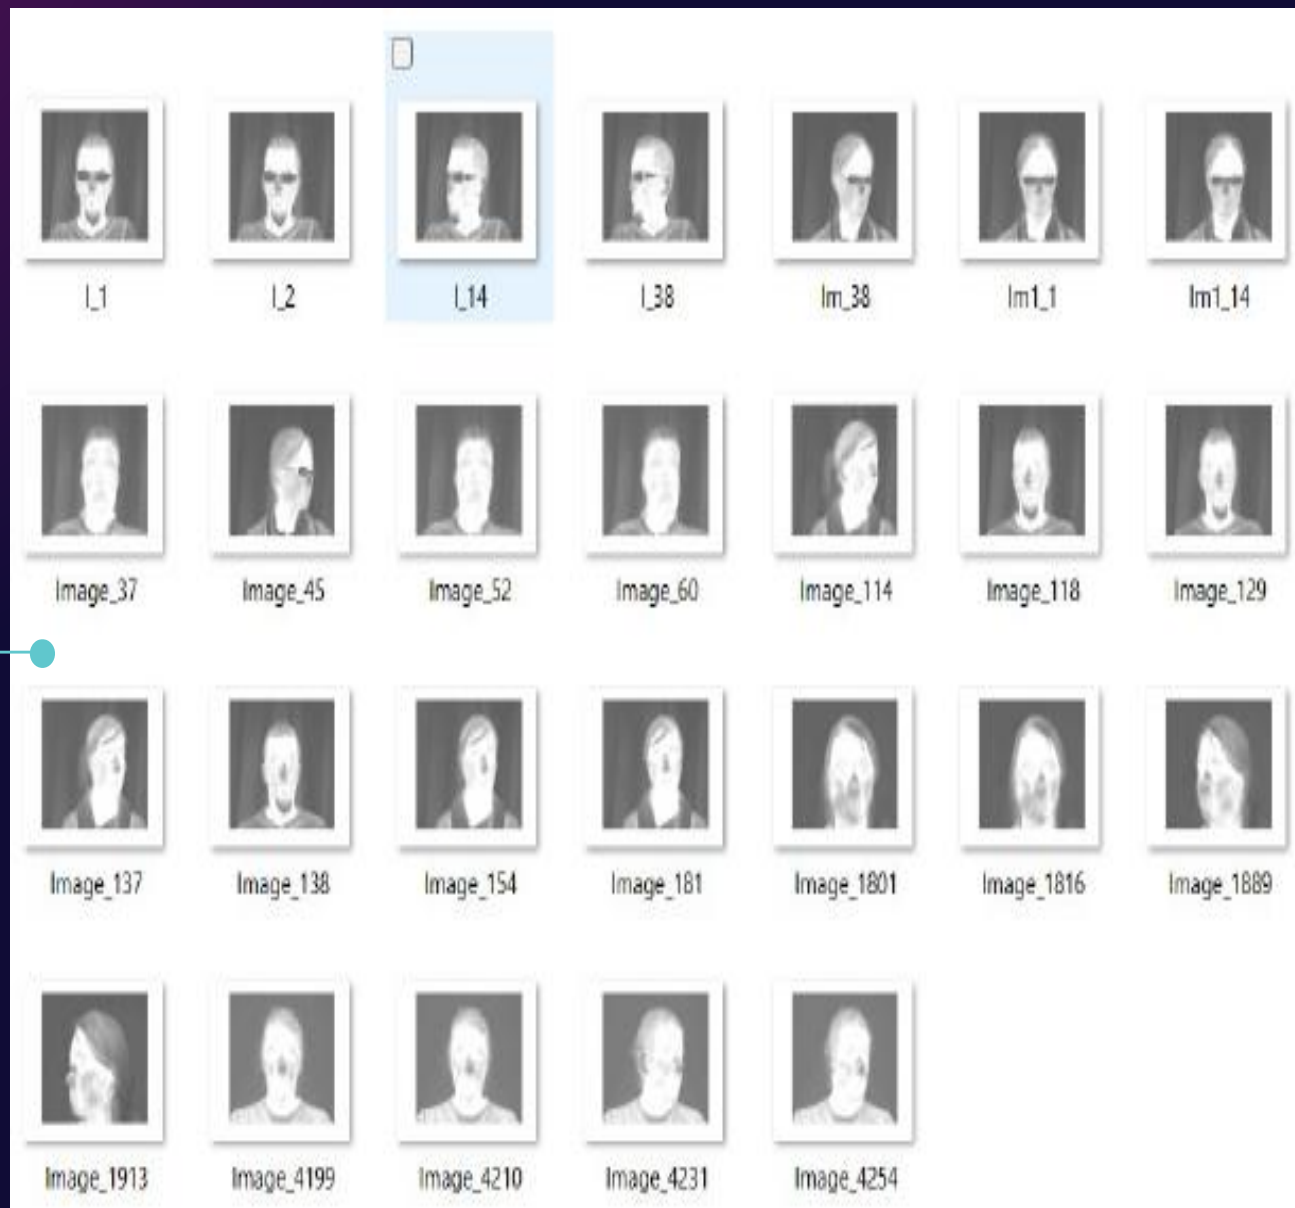 I_1 I_2 I_14 I_38 Im_38 Im1_1 Im1_14
Image_37 Image_45 Image_52 Image_60 Image_114 Image_118 Image_129
Image_137 Image_138 Image_154 Image_181 Image_1801 Image_1816 Image_1889
Image_1913 Image_4199 Image_4210 Image_4231 Image_4254